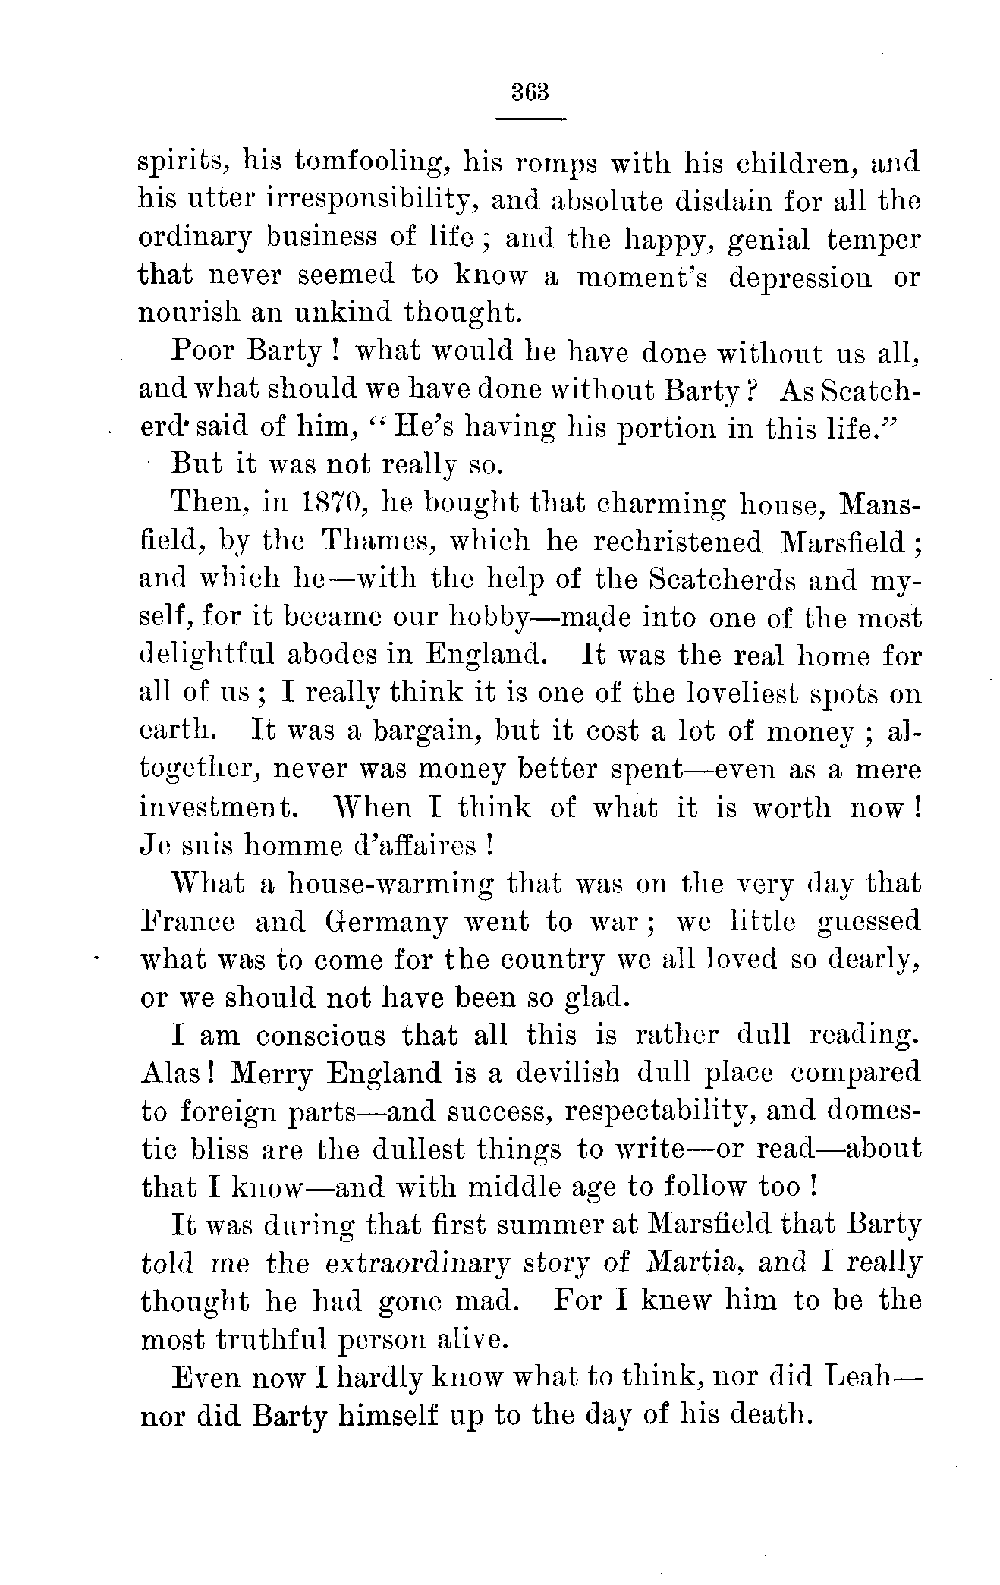 363
spirits, his tomfooling, his romps with his children, and
his utter irresponsibility, and absolute disdain for all the
ordinary business of life; and the happy, genial temper
that never seemed to know a moment's depression or
nourish an unkind thought.
Poor Barty! what would he have done without us all,
and what should we have done without Barty? As Scatch-
erd said of him, "He's having his portion in this life."
But it was not really so.
Then, in 1870, he bought that charming house, Mans-
field, by the Thames, which he rechristened Marsfield;
and which he—with the help of the Scatcherds and my-
self, for it became our hobby—made into one of the most
delightful abodes in England. It was the real home for
all of us; I really think it is one of the loveliest spots on
earth. It was a bargain, but it cost a lot of money; al-
together, never was money better spent—even as a mere
investment. When I think of what it is worth now!
Je suis homme d'affaires!
What a house-warming that was on the very day that
France and Germany went to war; we little guessed
what was to come for the country we all loved so dearly,
or we should not have been so glad.
I am conscious that all this is rather dull reading.
Alas! Merry England is a devilish dull place compared
to foreign parts—and success, respectability, and domes-
tic bliss are the dullest things to write—or read—about
that I know—and with middle age to follow too!
It was during that first summer at Marsfield that Barty
told me the extraordinary story of Martia, and I really
thought he had gone mad. For I knew him to be the
most truthful person alive.
Even now I hardly know what to think, nor did Leah—
nor did Barty himself up to the day of his death.